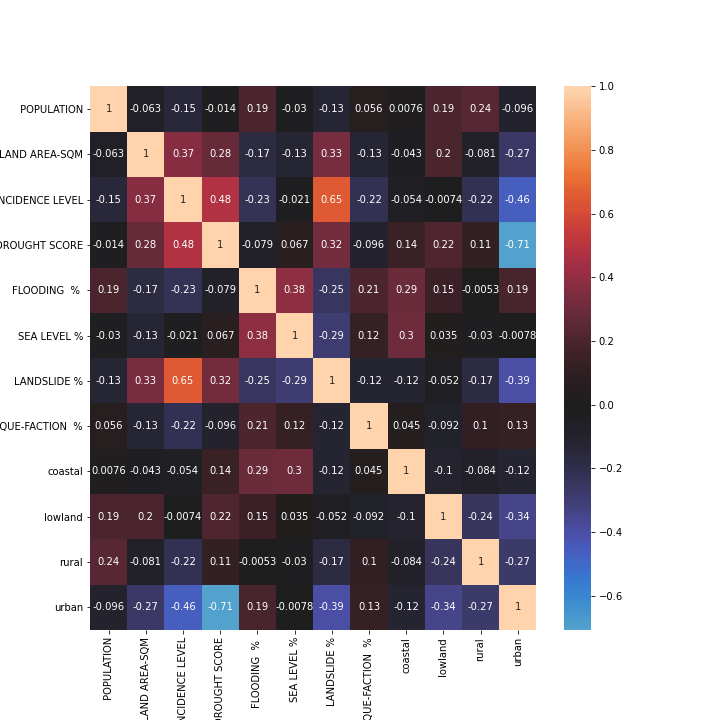 POPULATION 1 -0.063 -0.15 -0.014 0.19 -0.03 -0.13 0.056 0.0076 0.19 0.24 -0.096
LAND AREA-SQM -0.063 1 0.37 0.28 -0.17 -0.13 0.33 -0.13 -0.043 0.2 -0.081 -0.27
NCIDENCE LEVEL -0.15 0.37 1 0.48 -0.23 -0.021 0.65 -0.22 -0.054 -0.0074 -0.22 -0.46
DROUGHT SCORE -0.014 0.28 0.48 1 -0.079 0.067 0.32 -0.096 0.14 0.22 0.11 -0.71
FLOODING % 0.19 -0.17 -0.23 -0.079 1 0.38 -0.25 0.21 0.29 0.15 -0.0053 0.19
SEA LEVEL % -0.03 -0.13 -0.021 0.067 0.38 1 -0.29 0.12 0.3 0.035 -0.03 -0.0078
LANDSLIDE % -0.13 0.33 0.65 0.32 -0.25 -0.29 1 -0.12 -0.12 -0.052 -0.17 -0.39
QUE-FACTION % 0.056 -0.13 -0.22 -0.096 0.21 0.12 -0.12 1 0.045 -0.092 0.1 0.13
coastal 0.0076 -0.043 -0.054 0.14 0.29 0.3 -0.12 0.045 1 -0.1 -0.084 -0.12
lowland 0.19 0.2 -0.0074 0.22 0.15 0.035 -0.052 -0.092 -0.1 1 -0.24 -0.34
rural 0.24 -0.081 -0.22 0.11 -0.0053 -0.03 -0.17 0.1 -0.084 -0.24 1 -0.27
urban -0.096 -0.27 -0.46 -0.71 0.19 -0.0078 -0.39 0.13 -0.12 -0.34 -0.27 1
POPULATION
LAND AREA-SQM
NCIDENCE LEVEL
DROUGHT SCORE
FLOODING %
SEA LEVEL %
LANDSLIDE %
QUE-FACTION %
coastal
lowland
rural
urban
1.0
0.8
0.6
0.4
0.2
0.0
−0.2
−0.4
−0.6